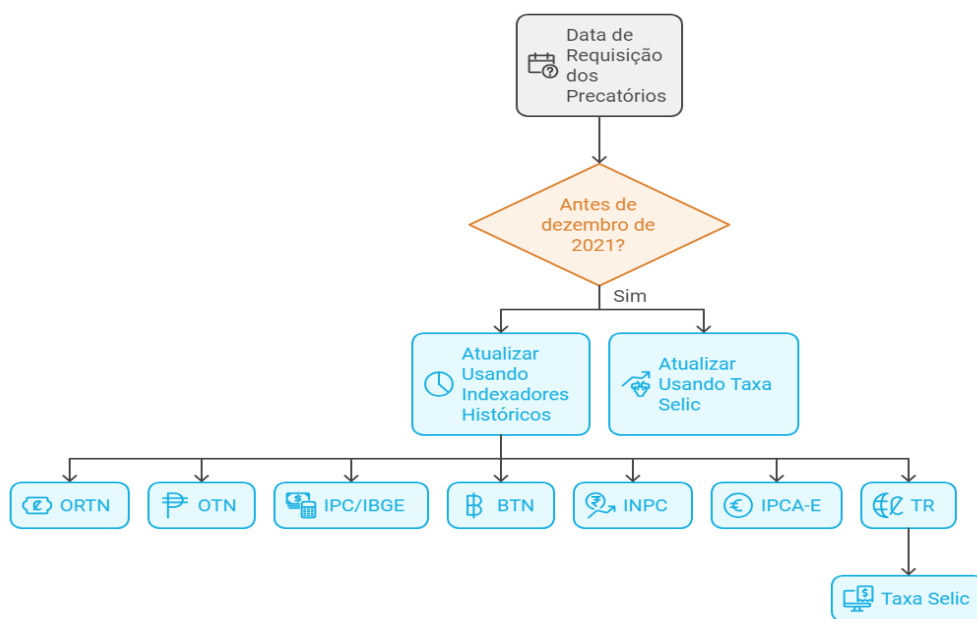 Data de
Requisição
dos
Precatórios
Antes de
dezembro de
2021?
Sim
Atualizar
Usando
Indexadores
Históricos
Atualizar
Usando Taxa
Selic
ORTN
OTN
IPC/IBGE
BTN
INPC
IPCA-E
TR
Taxa Selic